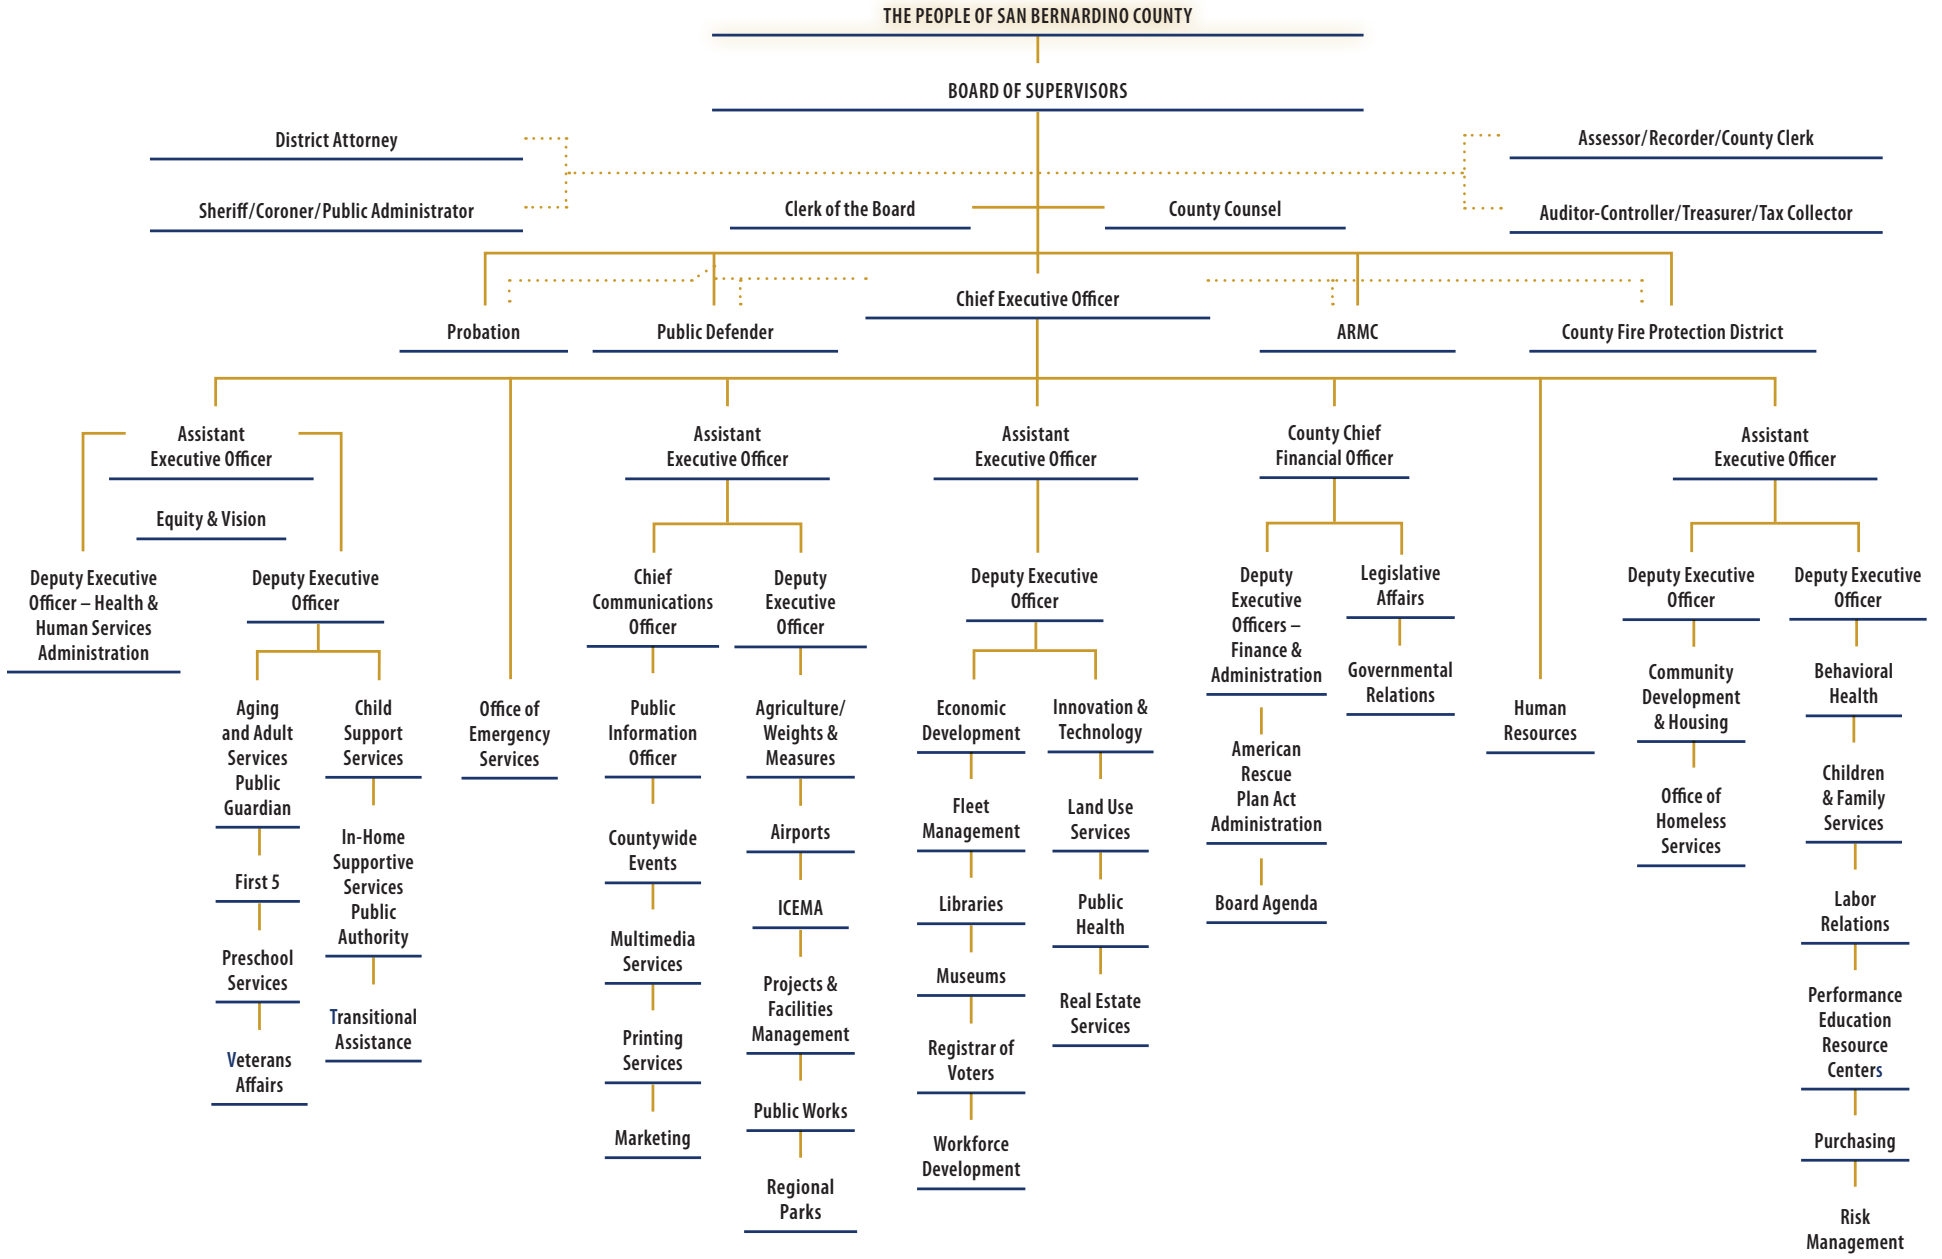 THE PEOPLE OF SAN BERNARDINO COUNTY
BOARD OF SUPERVISORS
District Attorney
Assessor/Recorder/County Clerk
Sheriff/Coroner/Public Administrator
Clerk of the Board
County Counsel
Auditor-Controller/Treasurer/Tax Collector
Chief Executive Officer
Probation
Public Defender
ARMC
County Fire Protection District
Assistant
Executive Officer
Equity & Vision
Deputy Executive
Officer – Health &
Human Services
Administration
Deputy Executive
Officer
Aging
and Adult
Services
Public
Guardian
First 5
Preschool
Services
Veterans
Affairs
Child
Support
Services
In-Home
Supportive
Services
Public
Authority
Transitional
Assistance
Office of
Emergency
Services
Assistant
Executive Officer
Chief
Communications
Officer
Public
Information
Officer
Countywide
Events
Multimedia
Services
Printing
Services
Marketing
Deputy
Executive
Officer
Agriculture/
Weights &
Measures
Airports
ICEMA
Projects &
Facilities
Management
Public Works
Regional
Parks
Assistant
Executive Officer
Deputy Executive
Officer
Economic
Development
Fleet
Management
Libraries
Museums
Registrar of
Voters
Workforce
Development
Innovation &
Technology
Land Use
Services
Public
Health
Real Estate
Services
County Chief
Financial Officer
Deputy
Executive
Officers –
Finance &
Administration
American
Rescue
Plan Act
Administration
Board Agenda
Legislative
Affairs
Governmental
Relations
Human
Resources
Assistant
Executive Officer
Deputy Executive
Officer
Community
Development
& Housing
Office of
Homeless
Services
Deputy Executive
Officer
Behavioral
Health
Children
& Family
Services
Labor
Relations
Performance
Education
Resource
Centers
Purchasing
Risk
Management